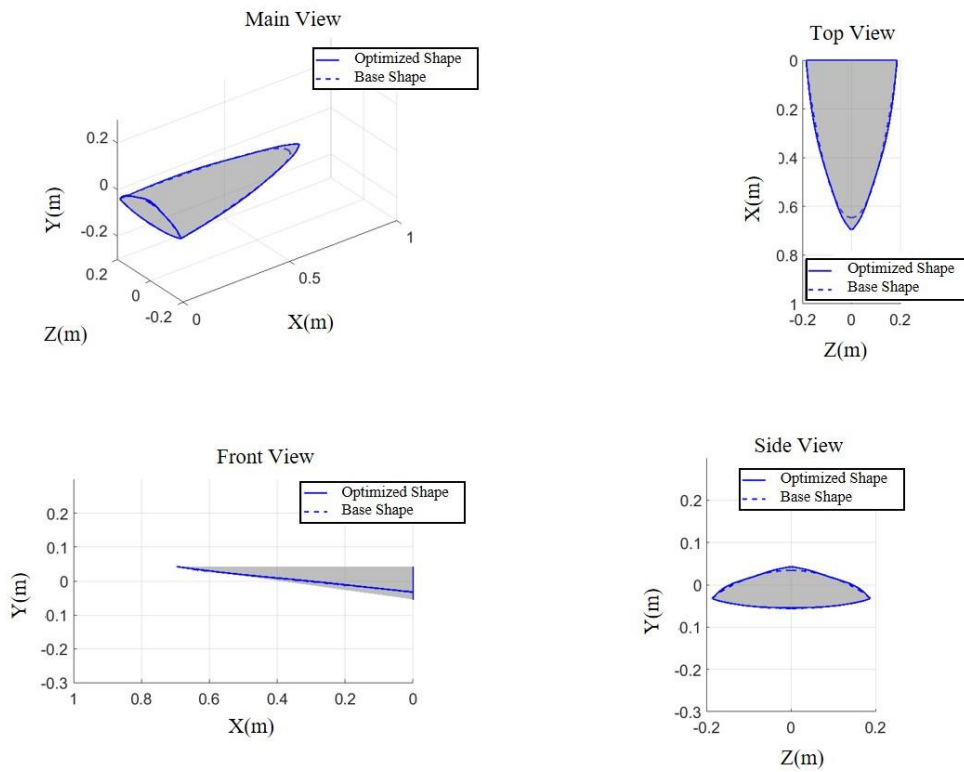 Main View
Optimized Shape
Base Shape
0.2
0
-0.2
Y(m)
0.2
0
-0.2
Z(m)
0
0.5
1
X(m)
Top View
0
0.2
0.4
0.6
0.8
1
X(m)
Optimized Shape
Base Shape
-0.2
0
0.2
Z(m)
Front View
Optimized Shape
Base Shape
0.2
0.1
0
-0.1
-0.2
-0.3
Y(m)
1
0.8
0.6
0.4
0.2
0
X(m)
Side View
Optimized Shape
Base Shape
0.2
0.1
0
0.1
-0.2
-0.3
Y(m)
-0.2
0
0.2
Z(m)